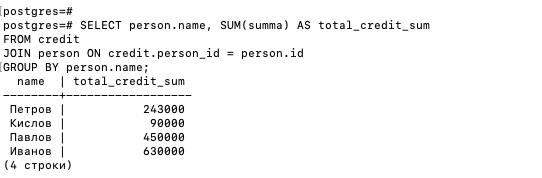 postgres=#
postgres=# SELECT person.name, SUM(summa) AS total_credit_sum
FROM credit
JOIN person ON credit.person_id = person.id
GROUP BY person.name;
  name  | total_credit_sum
--------+------------------
 Петров |           243000
 Кислов |            90000
 Павлов |           450000
 Иванов |           630000
(4 строки)